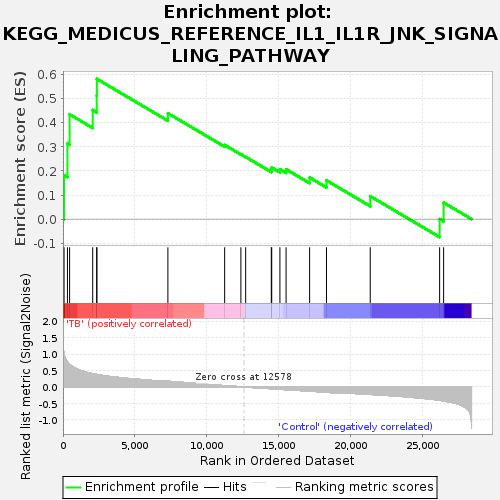 Enrichment plot:
KEGG_MEDICUS_REFERENCE_IL1_IL1R_JNK_SIGNA
LING_PATHWAY
Enrichment score (ES)
0.6
0.5
0.4
0.3
0.2
0.1
0.0
-0.1
Ranked list metric (Signal2Noise)
'TB' (positively correlated)
2.0
1.5
1.0
0.5
0.0
-0.5
-1.0
Zero cross at 12578
'Control' (negatively correlated)
0 5,000 10,000 15,000 20,000 25,000
Rank in Ordered Dataset
Enrichment profile Hits Ranking metric scores